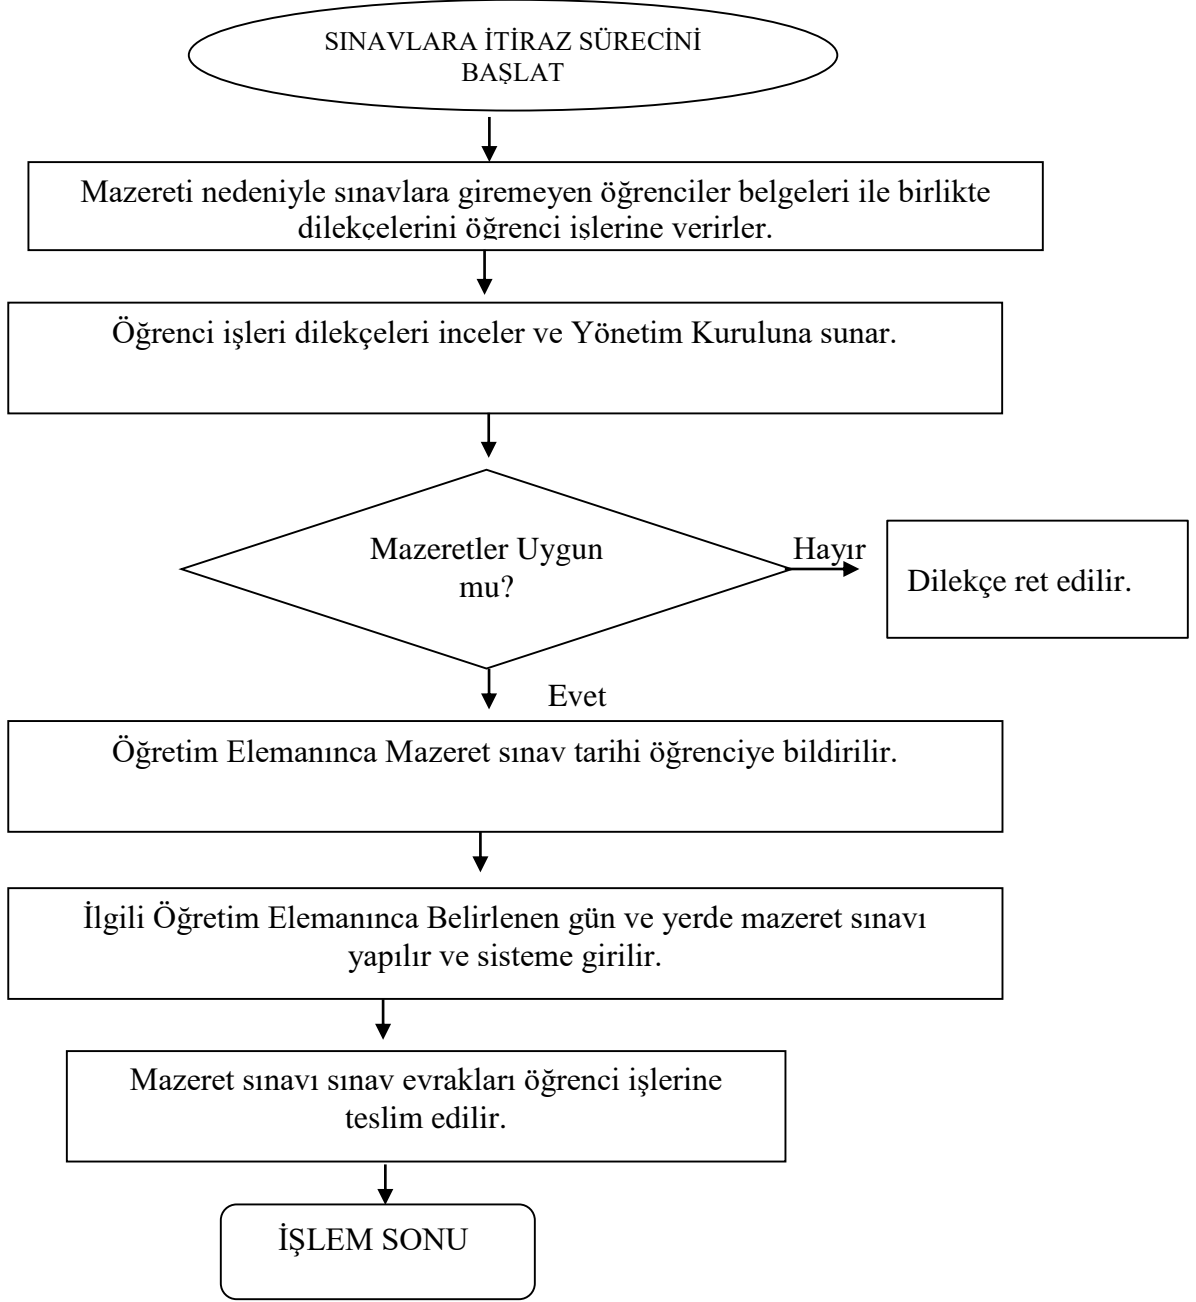 SINAVLARA İTİRAZ SÜRECİNİ
BAŞLAT
Mazereti nedeniyle sınavlara giremeyen öğrenciler belgeleri ile birlikte
dilekçelerini öğrenci işlerine verirler.
Öğrenci işleri dilekçeleri inceler ve Yönetim Kuruluna sunar.
Mazeretler Uygun
mu?
Hayır
Dilekçe ret edilir.
Evet
Öğretim Elemanınca Mazeret sınav tarihi öğrenciye bildirilir.
İlgili Öğretim Elemanınca Belirlenen gün ve yerde mazeret sınavı
yapılır ve sisteme girilir.
Mazeret sınavı sınav evrakları öğrenci işlerine
teslim edilir.
İŞLEM SONU